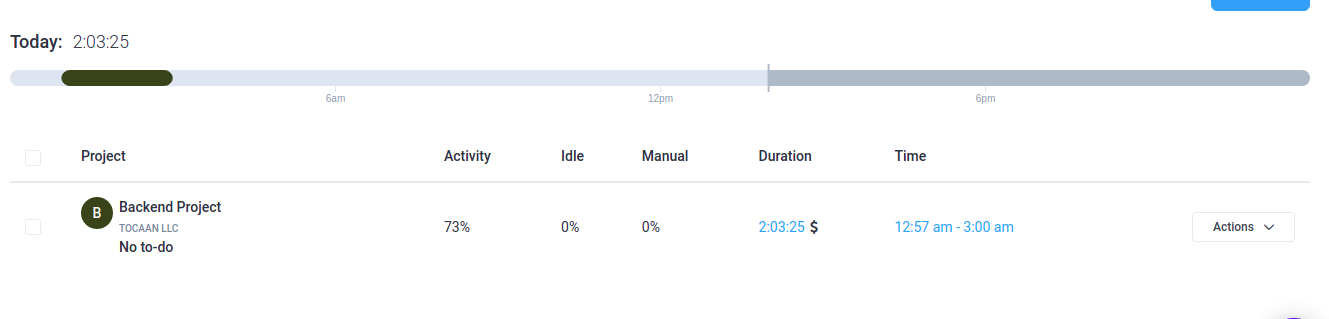 Today: 2:03:25
6am 12pm 6pm
Project Activity Idle Manual Duration Time
B Backend Project
TOCAAN LLC
No to-do
73% 0% 0% 2:03:25 $ 12:57 am - 3:00 am Actions